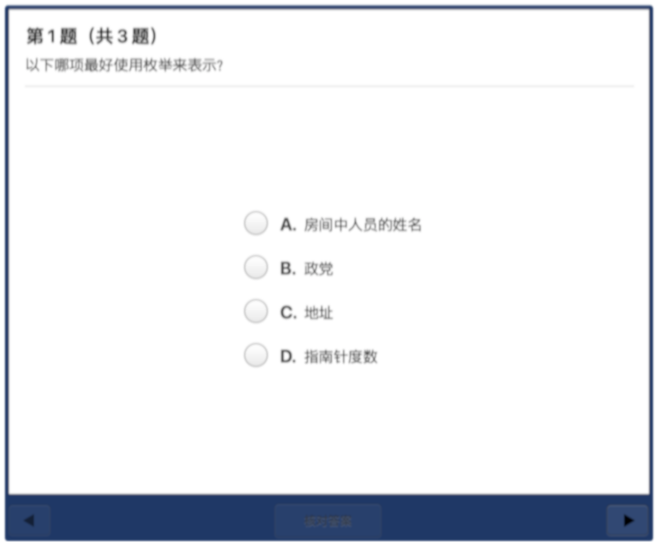 第 1 题（共 3 题）
以下哪项最好使用枚举来表示?
A. 房间中人员的姓名
B. 政党
C. 地址
D. 指南针度数